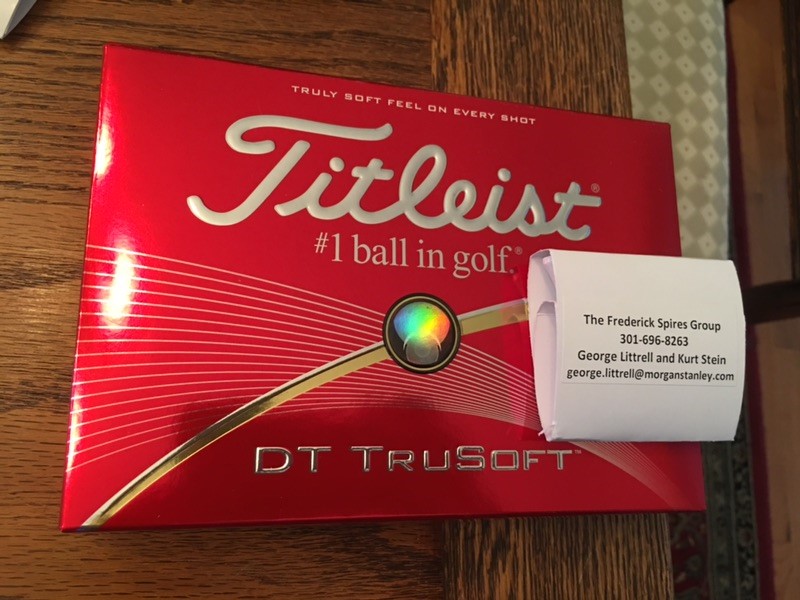 TRULY SOFT FEEL ON EVERY SHOT
Titleist®
#1 ball in golf.®
DT TRUSOFT™
The Frederick Spires Group
301-696-8263
George Littrell and Kurt Stein
george.littrell@morganstanley.com